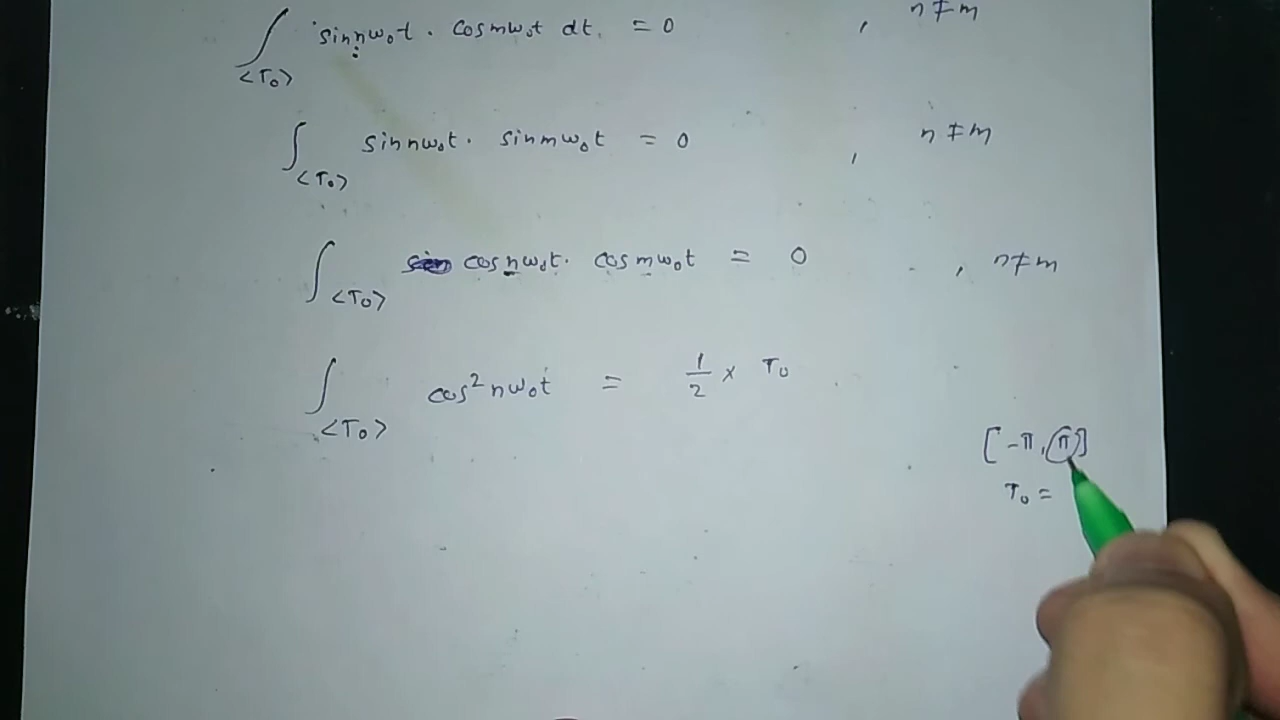 ∫<T₀> sin nω₀t · cos mω₀t dt. = 0 , n≠m
∫<T₀> sin nω₀t · sin mω₀t = 0 , n≠m
∫<T₀> cos nω₀t · cos mω₀t = 0 , n≠m
∫<T₀> cos² nω₀t = 1/2 × T₀
[-π, π]
T₀ =